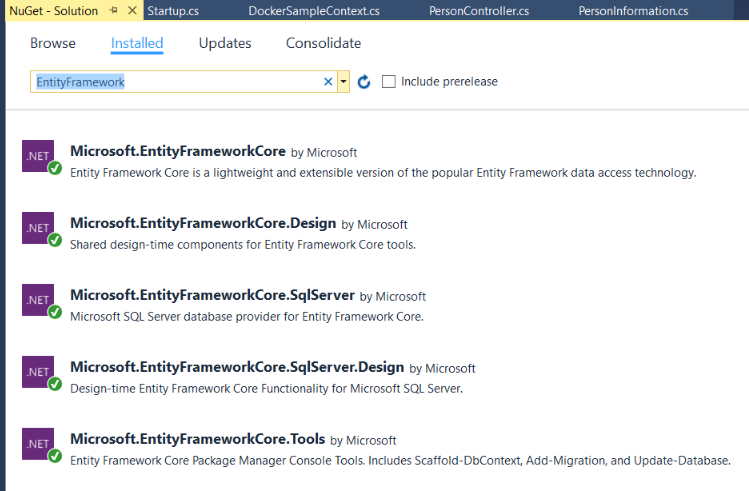 NuGet - Solution Startup.cs DockerSampleContext.cs PersonController.cs PersonInformation.cs
Browse Installed Updates Consolidate
EntityFramework Include prerelease
.NET Microsoft.EntityFrameworkCore by Microsoft
Entity Framework Core is a lightweight and extensible version of the popular Entity Framework data access technology.
.NET Microsoft.EntityFrameworkCore.Design by Microsoft
Shared design-time components for Entity Framework Core tools.
.NET Microsoft.EntityFrameworkCore.SqlServer by Microsoft
Microsoft SQL Server database provider for Entity Framework Core.
.NET Microsoft.EntityFrameworkCore.SqlServer.Design by Microsoft
Design-time Entity Framework Core Functionality for Microsoft SQL Server.
.NET Microsoft.EntityFrameworkCore.Tools by Microsoft
Entity Framework Core Package Manager Console Tools. Includes Scaffold-DbContext, Add-Migration, and Update-Database.